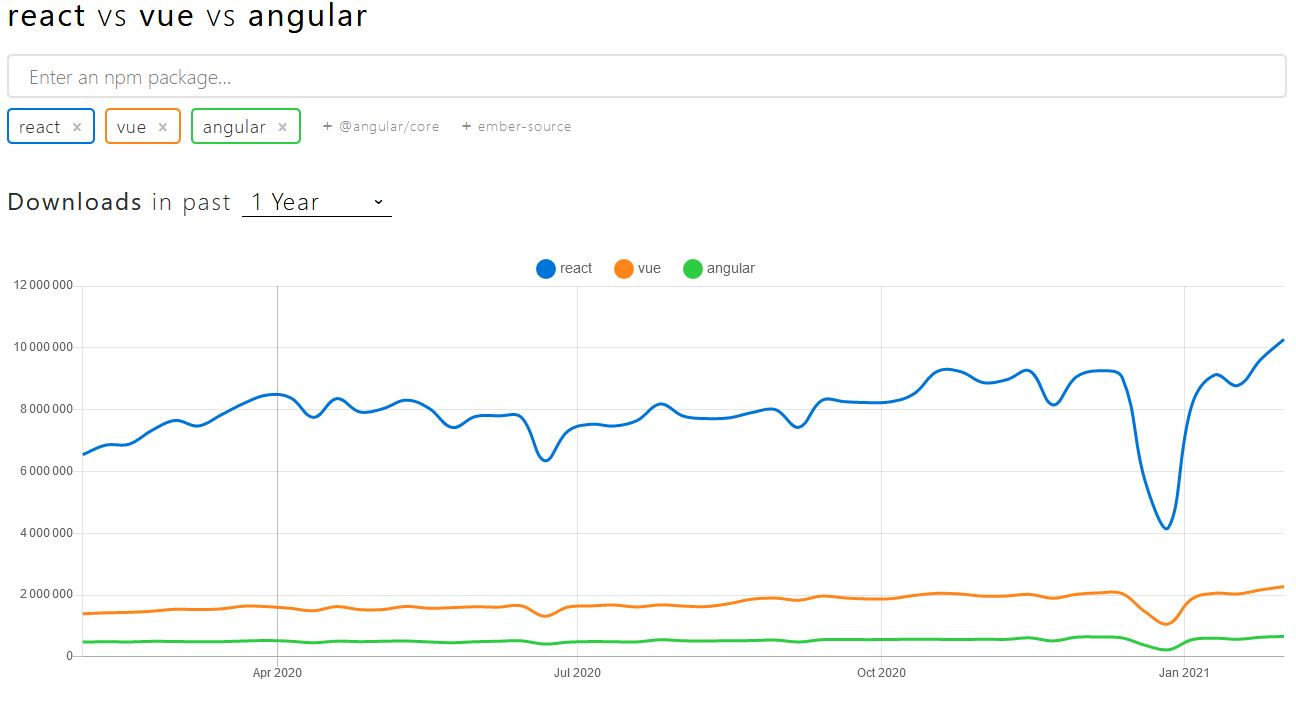 react vs vue vs angular
Enter an npm package...
react × vue × angular × + @angular/core + ember-source
Downloads in past 1 Year
react vue angular
12 000 000
10 000 000
8 000 000
6 000 000
4 000 000
2 000 000
0
Apr 2020 Jul 2020 Oct 2020 Jan 2021